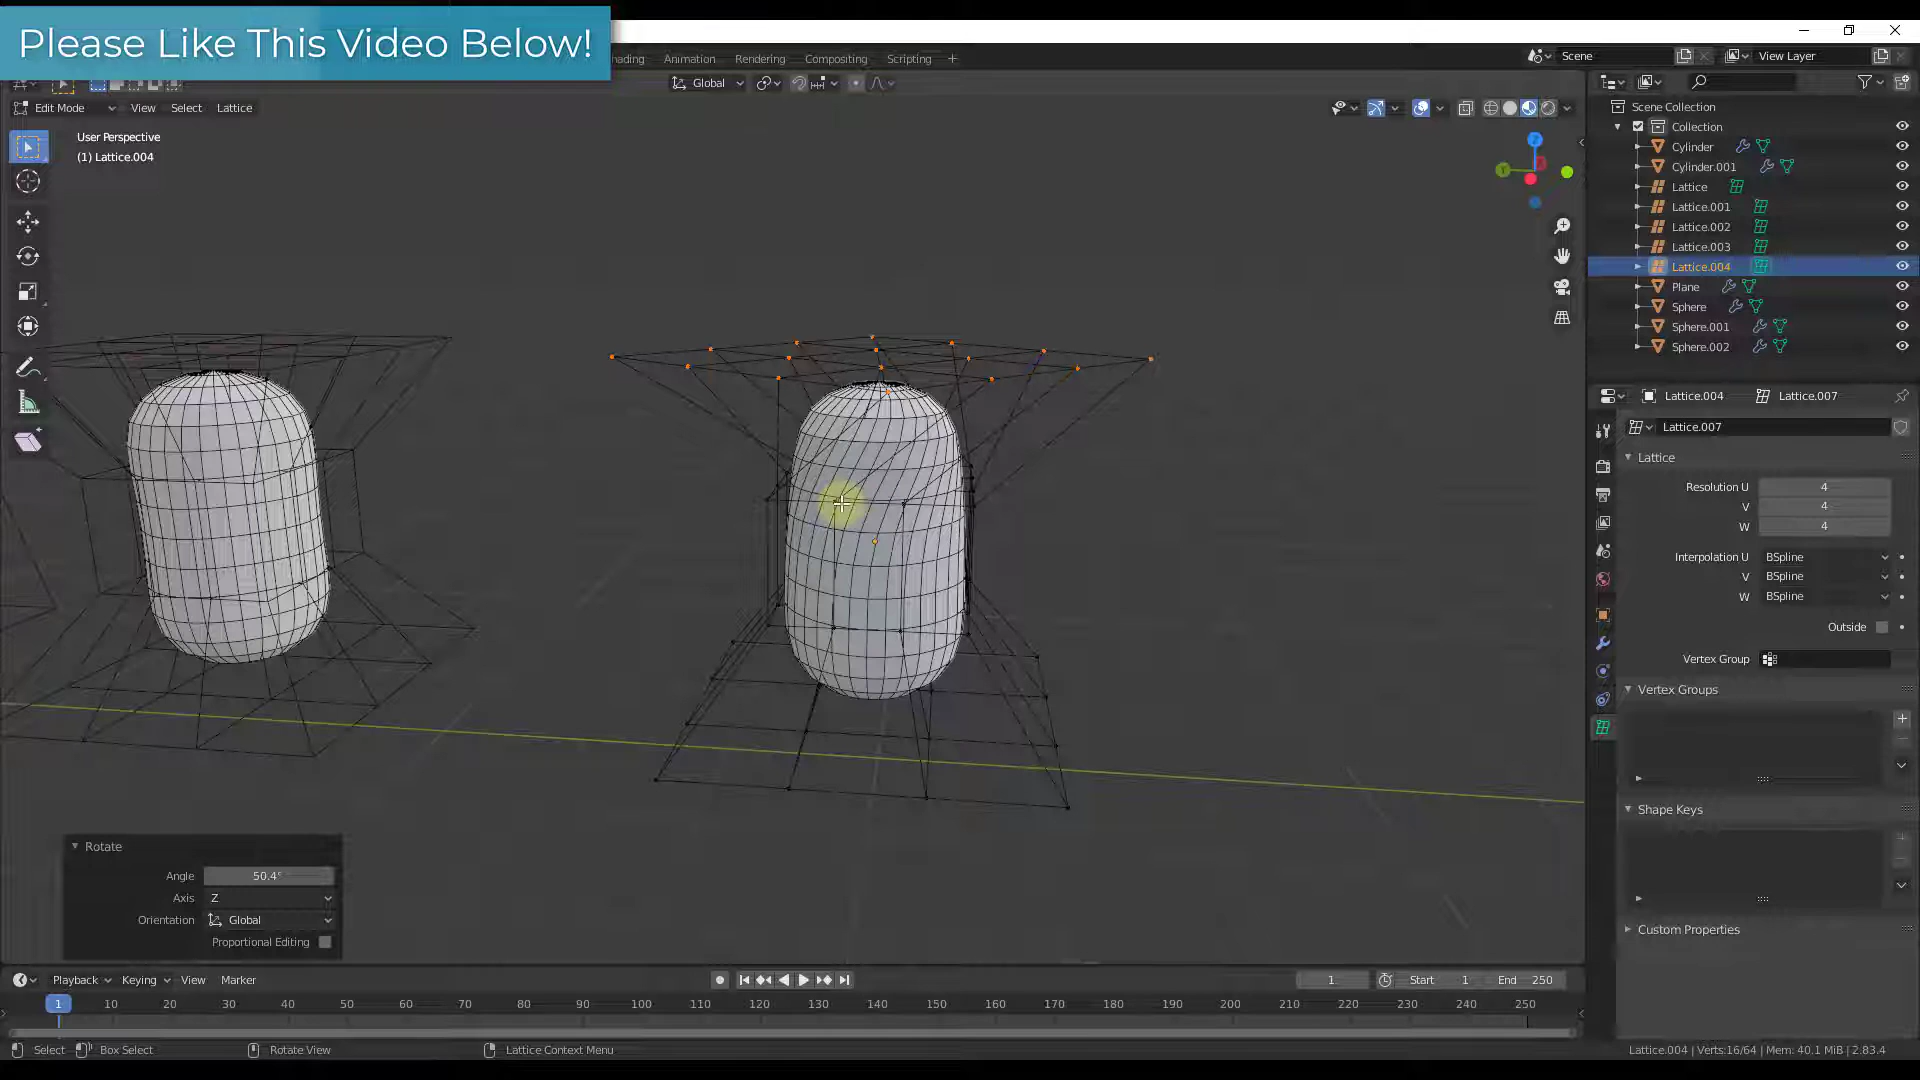 Please Like This Video Below!
ading
Animation
Rendering
Compositing
Scripting
Scene
View Layer
Global
Edit Mode
View
Select
Lattice
User Perspective
(1) Lattice.004
Scene Collection
Collection
Cylinder
Cylinder.001
Lattice
Lattice.001
Lattice.002
Lattice.003
Lattice.004
Plane
Sphere
Sphere.001
Sphere.002
Lattice.004
Lattice.007
Lattice.007
Lattice
Resolution U 4
V 4
W 4
Interpolation U BSpline
V BSpline
W BSpline
Outside
Vertex Group
Vertex Groups
Shape Keys
Custom Properties
Rotate
Angle 50.4°
Axis Z
Orientation Global
Proportional Editing
Playback
Keying
View
Marker
1
Start 1
End 250
1 10 20 30 40 50 60 70 80 90 100 110 120 130 140 150 160 170 180 190 200 210 220 230 240 250
Select
Box Select
Rotate View
Lattice Context Menu
Lattice.004 | Verts:16/64 | Mem: 40.1 MiB | 2.83.4